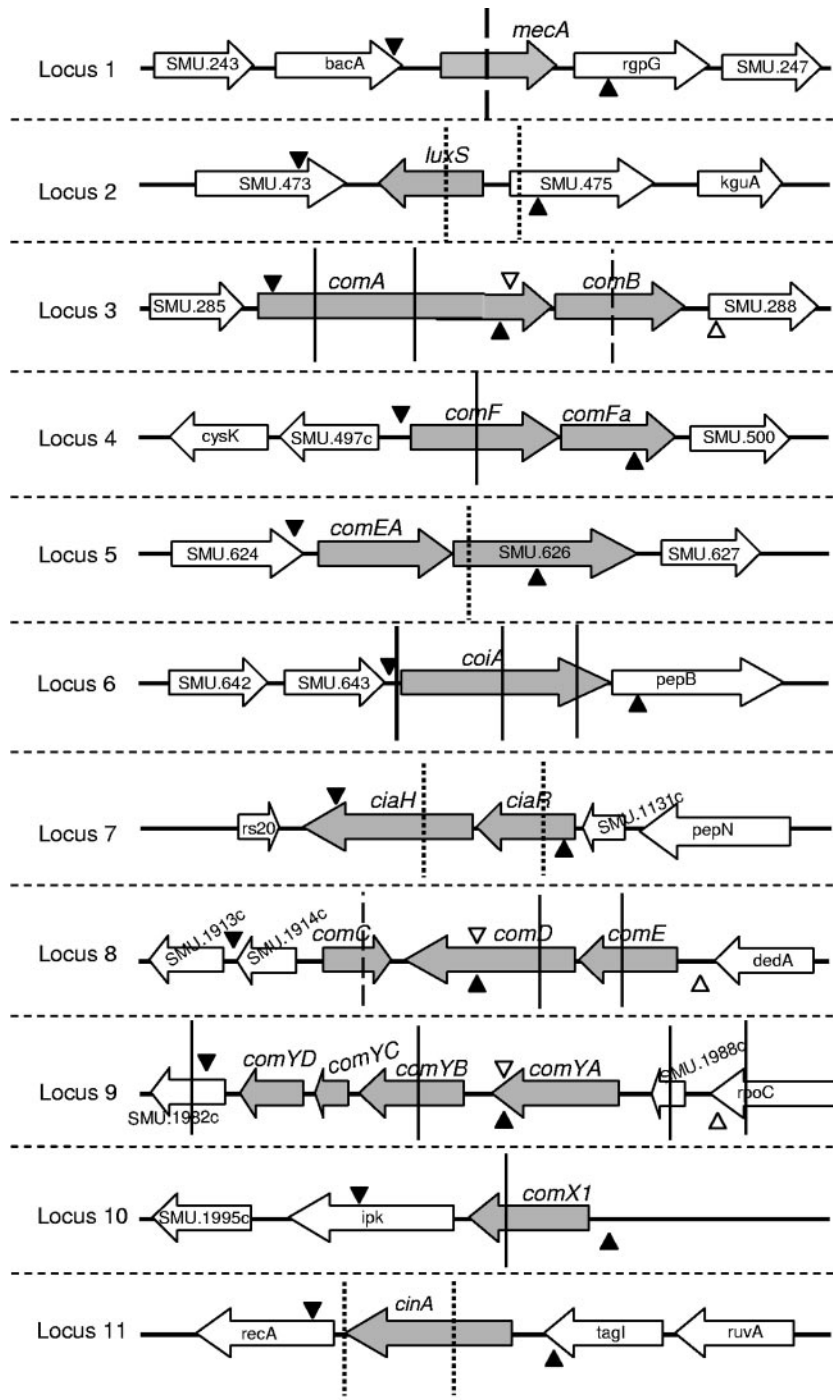 mecA
Locus 1 SMU.243 bacA rgpG SMU.247
luxS
Locus 2 SMU.473 SMU.475 kguA
comA comB
Locus 3 SMU.285 SMU.288
comF comFa
Locus 4 cysK SMU.497c SMU.500
comEA
Locus 5 SMU.624 SMU.626 SMU.627
coiA
Locus 6 SMU.642 SMU.643 pepB
ciaH ciaR SMU.1131c
Locus 7 rs20 pepN
SMU.1913c SMU.1914c comC comD comE
Locus 8 dedA
comYD comYC comYB comYA SMU.1988c
Locus 9 SMU.1982c rpoC
comX1
Locus 10 SMU.1995c ipk
cinA
Locus 11 recA tagI ruvA